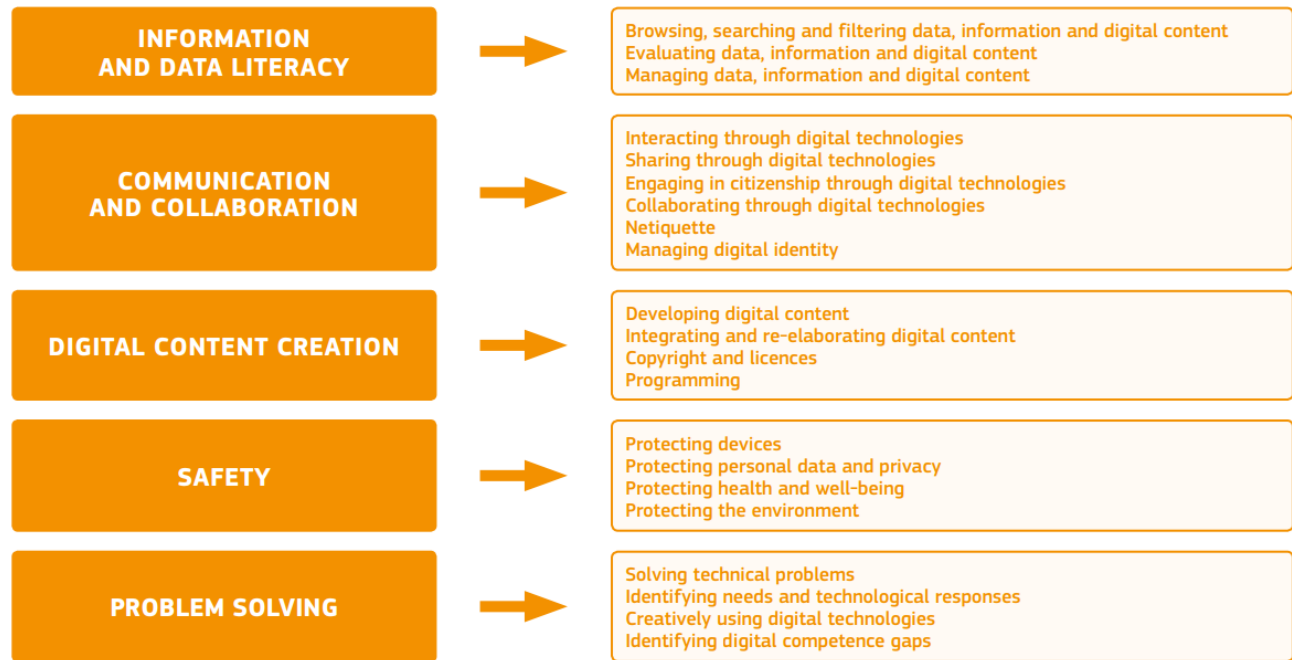 INFORMATION
AND DATA LITERACY
Browsing, searching and filtering data, information and digital content
Evaluating data, information and digital content
Managing data, information and digital content
COMMUNICATION
AND COLLABORATION
Interacting through digital technologies
Sharing through digital technologies
Engaging in citizenship through digital technologies
Collaborating through digital technologies
Netiquette
Managing digital identity
DIGITAL CONTENT CREATION
Developing digital content
Integrating and re-elaborating digital content
Copyright and licences
Programming
SAFETY
Protecting devices
Protecting personal data and privacy
Protecting health and well-being
Protecting the environment
PROBLEM SOLVING
Solving technical problems
Identifying needs and technological responses
Creatively using digital technologies
Identifying digital competence gaps